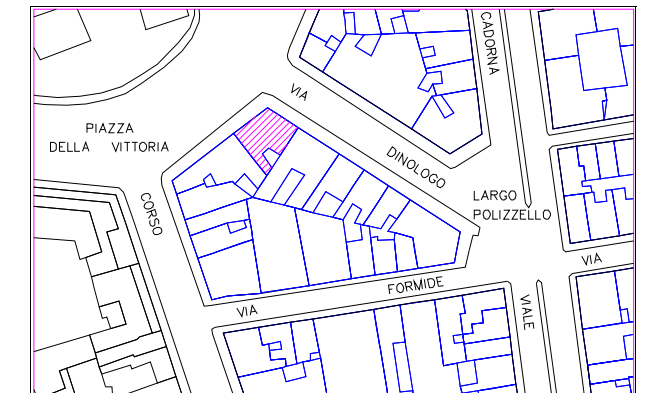 CADORNA
VIA
PIAZZA
DELLA VITTORIA
DINOLOGO
CORSO
LARGO
POLIZZELLO
VIA
FORMIDE
VIA
VIALE